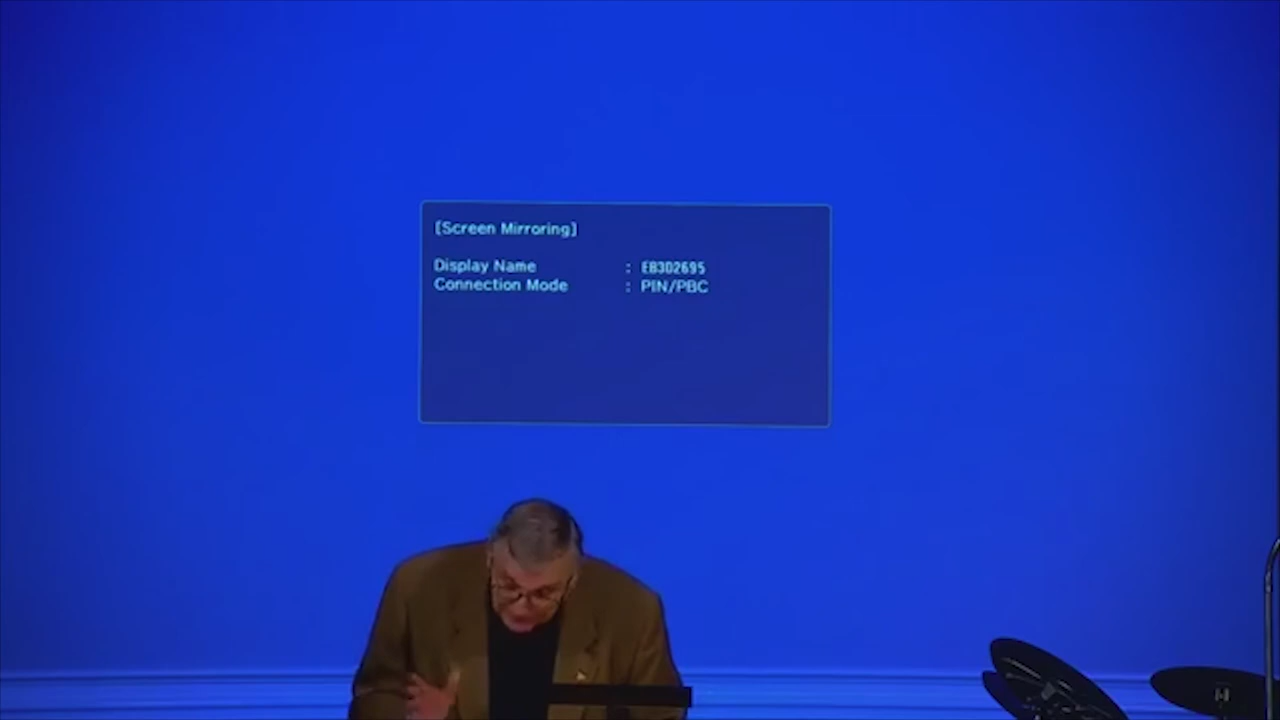 [Screen Mirroring]
Display Name : EB302695
Connection Mode : PIN/PBC